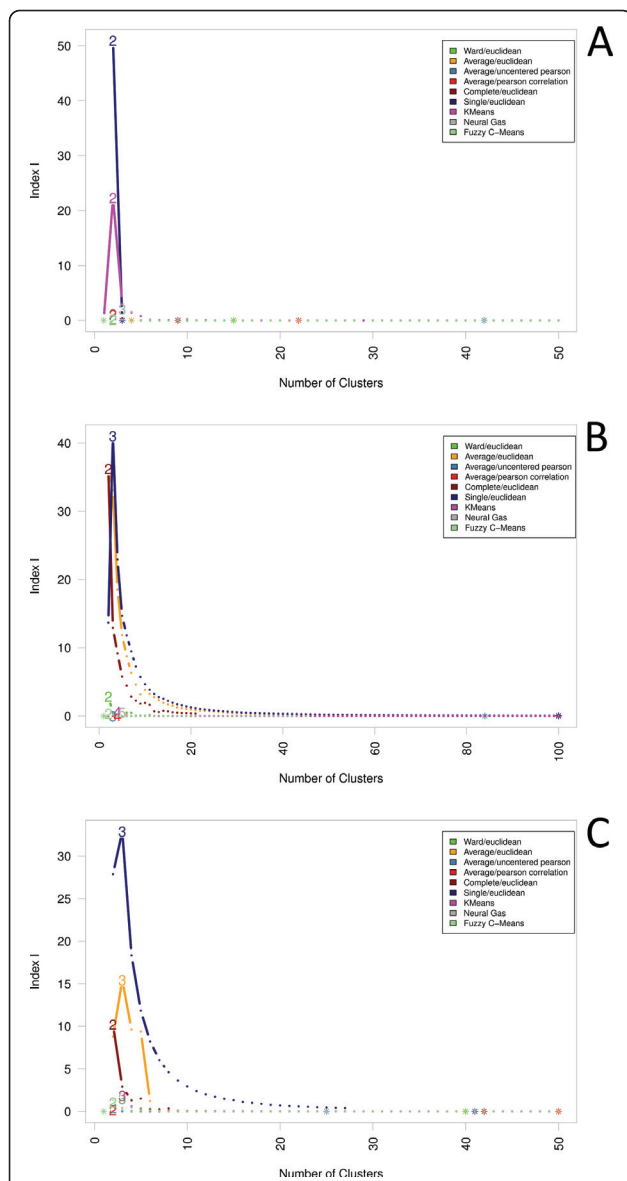 A
50
40
30
20
10
0
Index I
2
2
3
2
2
Ward/euclidean
Average/euclidean
Average/uncentered pearson
Average/pearson correlation
Complete/euclidean
Single/euclidean
KMeans
Neural Gas
Fuzzy C-Means
0 10 20 30 40 50
Number of Clusters
B
40
30
20
10
0
Index I
3
2
2
4
Ward/euclidean
Average/euclidean
Average/uncentered pearson
Average/pearson correlation
Complete/euclidean
Single/euclidean
KMeans
Neural Gas
Fuzzy C-Means
0 20 40 60 80 100
Number of Clusters
C
30
25
20
15
10
5
0
Index I
3
3
2
3
2
Ward/euclidean
Average/euclidean
Average/uncentered pearson
Average/pearson correlation
Complete/euclidean
Single/euclidean
KMeans
Neural Gas
Fuzzy C-Means
0 10 20 30 40 50
Number of Clusters